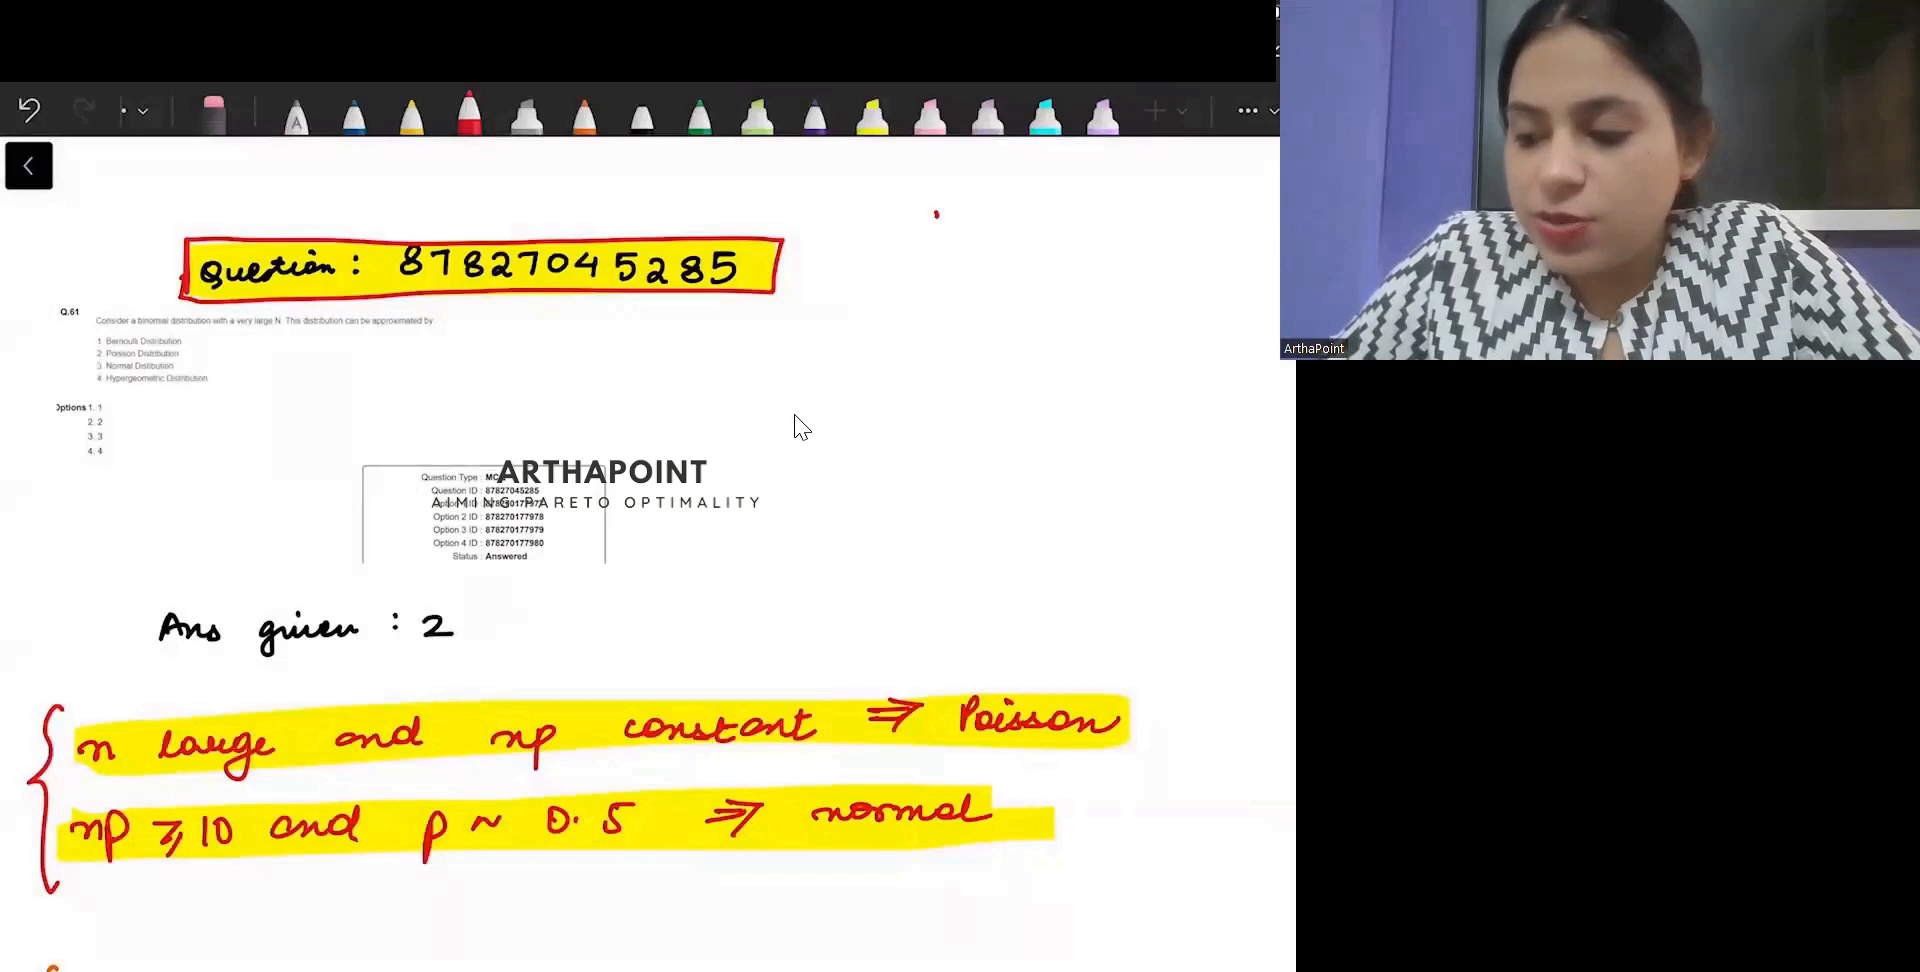 Question : 87827045285
Q.61
Consider a binomial distribution with a very large N. This distribution can be approximated by
1 Bernoulli Distribution
2 Poisson Distribution
3 Normal Distibution
4 Hypergeometric Distribution
Options 1. 1
2. 2
3. 3
4. 4
ARTHAPOINT
AIMING PARETO OPTIMALITY
Question Type :
Question ID : 87827045285
Option 2 ID : 878270177978
Option 3 ID : 878270177979
Option 4 ID : 878270177980
Status : Answered
Ans given : 2
n large and np constant ⇒ Poisson
np ⩾ 10 and p ~ 0.5 ⇒ normal
ArthaPoint